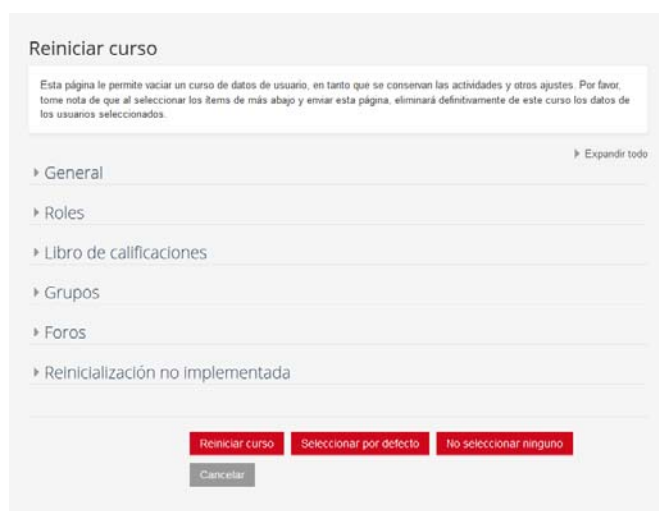 Reiniciar curso
Esta página le permite vaciar un curso de datos de usuario, en tanto que se conservan las actividades y otros ajustes. Por favor,
tome nota de que al seleccionar los ítems de más abajo y enviar esta página, eliminará definitivamente de este curso los datos de
los usuarios seleccionados.
Expandir todo
General
Roles
Libro de calificaciones
Grupos
Foros
Reinicialización no implementada
Reiniciar curso Seleccionar por defecto No seleccionar ninguno
Cancelar